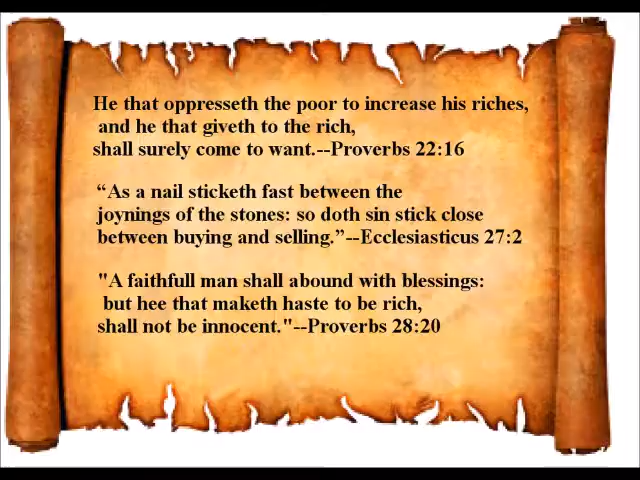 He that oppresseth the poor to increase his riches,
and he that giveth to the rich,
shall surely come to want.--Proverbs 22:16
“As a nail sticketh fast between the
joynings of the stones: so doth sin stick close
between buying and selling.”--Ecclesiasticus 27:2
"A faithfull man shall abound with blessings:
but hee that maketh haste to be rich,
shall not be innocent."--Proverbs 28:20